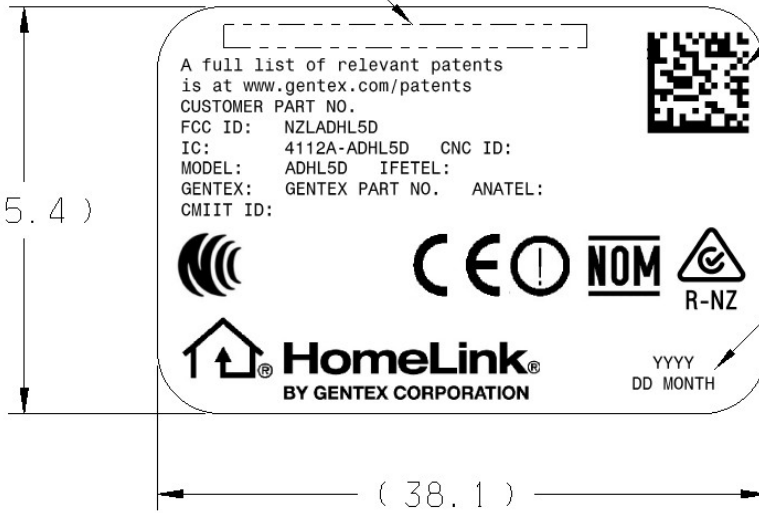 A full list of relevant patents
is at www.gentex.com/patents
CUSTOMER PART NO.
FCC ID: NZLADHL5D
IC: 4112A-ADHL5D CNC ID:
MODEL: ADHL5D IFETEL:
GENTEX: GENTEX PART NO. ANATEL:
CMIIT ID:
5.4 )
CE NOM
R-NZ
HomeLink®
BY GENTEX CORPORATION
YYYY
DD MONTH
( 38.1 )